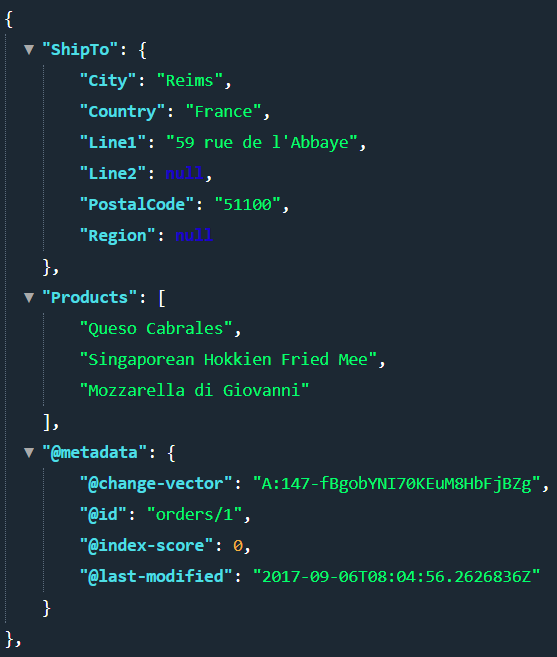 {
"ShipTo": {
"City": "Reims",
"Country": "France",
"Line1": "59 rue de l'Abbaye",
"Line2": null,
"PostalCode": "51100",
"Region": null
},
"Products": [
"Queso Cabrales",
"Singaporean Hokkien Fried Mee",
"Mozzarella di Giovanni"
],
"@metadata": {
"@change-vector": "A:147-fBgobYNI70KEuM8HbFjBZg",
"@id": "orders/1",
"@index-score": 0,
"@last-modified": "2017-09-06T08:04:56.2626836Z"
}
},